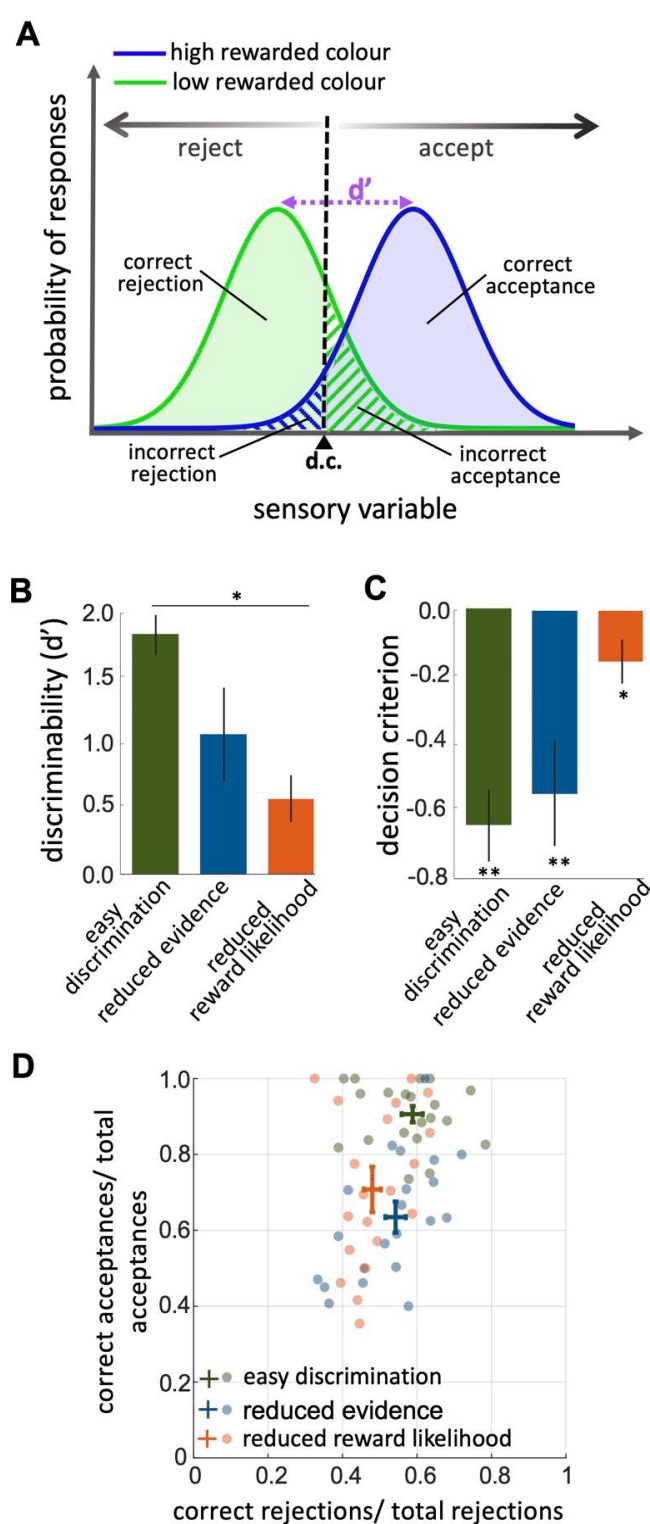 A
high rewarded colour
low rewarded colour
probability of responses
reject
accept
d’
correct
rejection
correct
acceptance
incorrect
rejection
d.c.
incorrect
acceptance
sensory variable
B
*
discriminability (d’)
2.0
1.5
1.0
0.5
0.0
easy
discrimination
reduced evidence
reduced
reward likelihood
C
decision criterion
0.0
-0.2
-0.4
-0.6
-0.8
**
**
*
easy
discrimination
reduced evidence
reduced
reward likelihood
D
correct acceptances/ total
acceptances
1.0
0.8
0.6
0.4
0.2
0
easy discrimination
reduced evidence
reduced reward likelihood
0
0.2
0.4
0.6
0.8
1
correct rejections/ total rejections